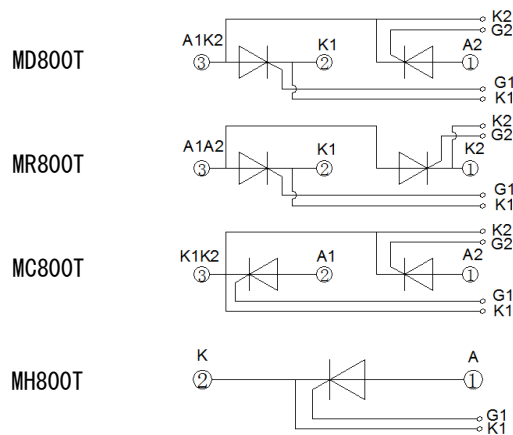 K2
G2
A1K2 K1 A2
MD800T ③ ② ①
G1
K1
K2
G2
A1A2 K1 K2
MR800T ③ ② ①
G1
K1
K2
G2
K1K2 A1 A2
MC800T ③ ② ①
G1
K1
K A
MH800T ② ①
G1
K1